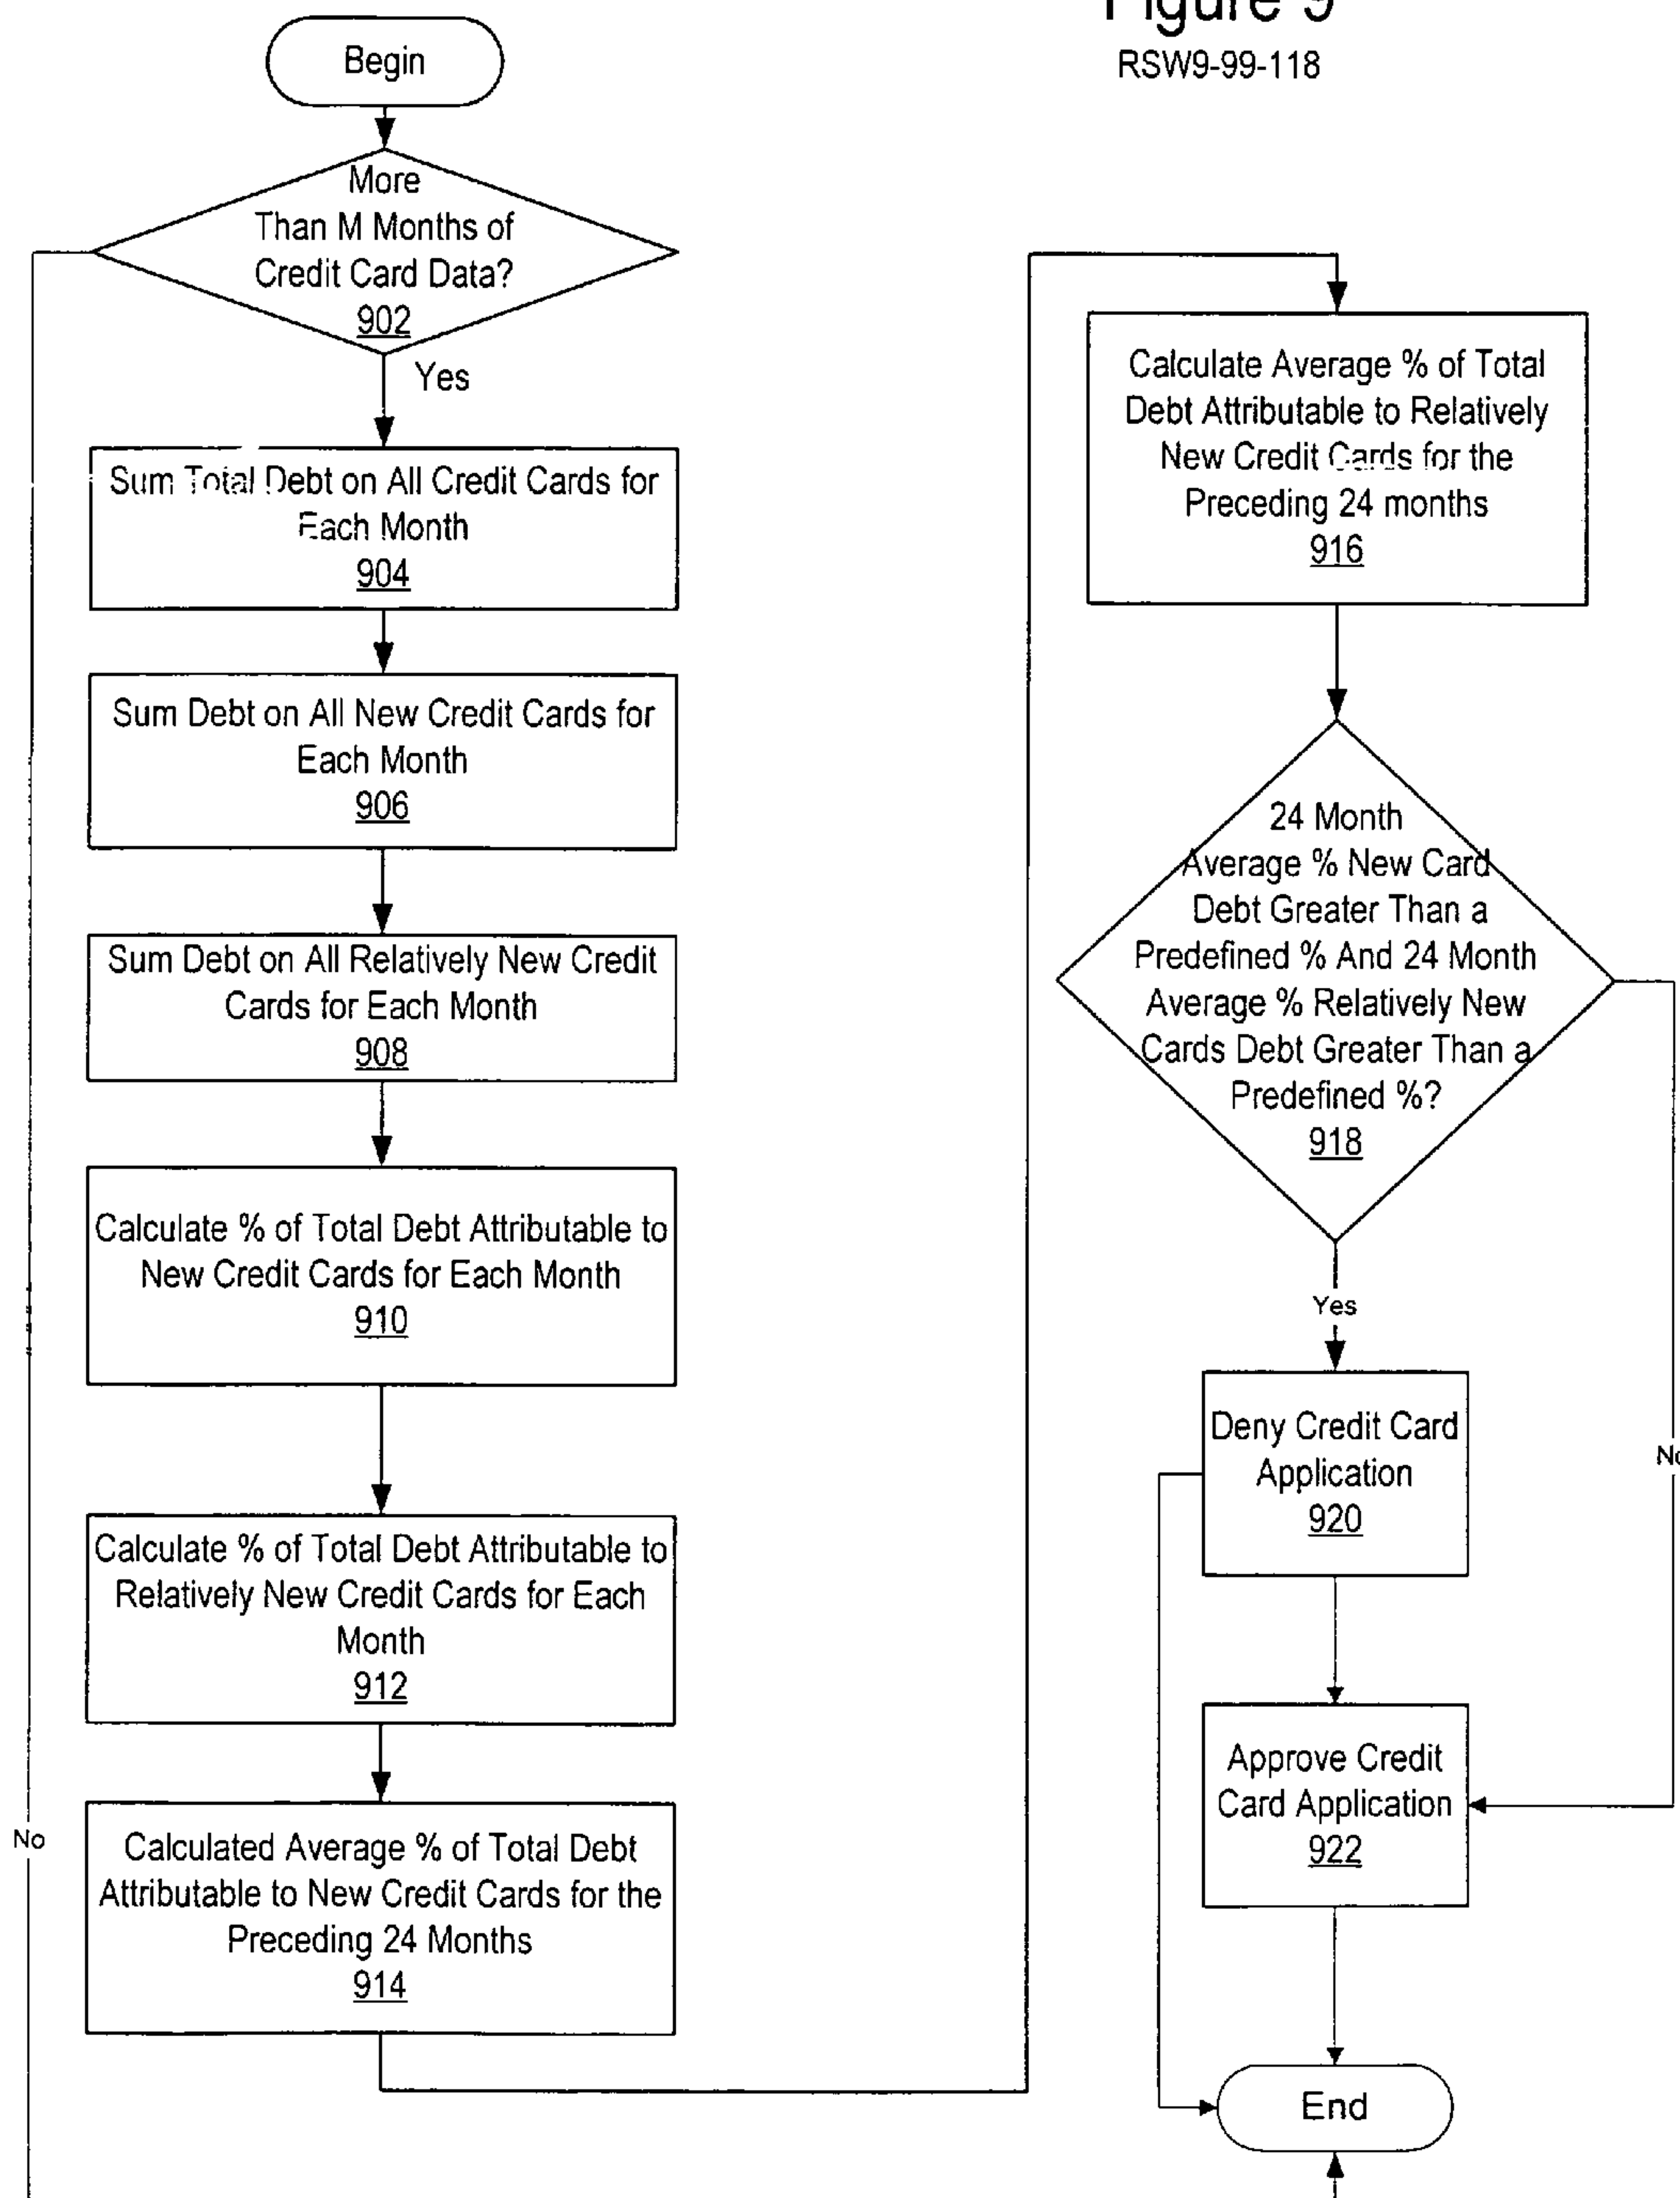 Figure 9
RSW9-99-118
Begin
More
Than M Months of
Credit Card Data?
902
Yes
Sum Total Debt on All Credit Cards for
Each Month
904
Sum Debt on All New Credit Cards for
Each Month
906
Sum Debt on All Relatively New Credit
Cards for Each Month
908
Calculate % of Total Debt Attributable to
New Credit Cards for Each Month
910
Calculate % of Total Debt Attributable to
Relatively New Credit Cards for Each
Month
912
No
Calculated Average % of Total Debt
Attributable to New Credit Cards for the
Preceding 24 Months
914
Calculate Average % of Total
Debt Attributable to Relatively
New Credit Cards for the
Preceding 24 months
916
24 Month
Average % New Card
Debt Greater Than a
Predefined % And 24 Month
Average % Relatively New
Cards Debt Greater Than a
Predefined %?
918
Yes
No
Deny Credit Card
Application
920
Approve Credit
Card Application
922
End